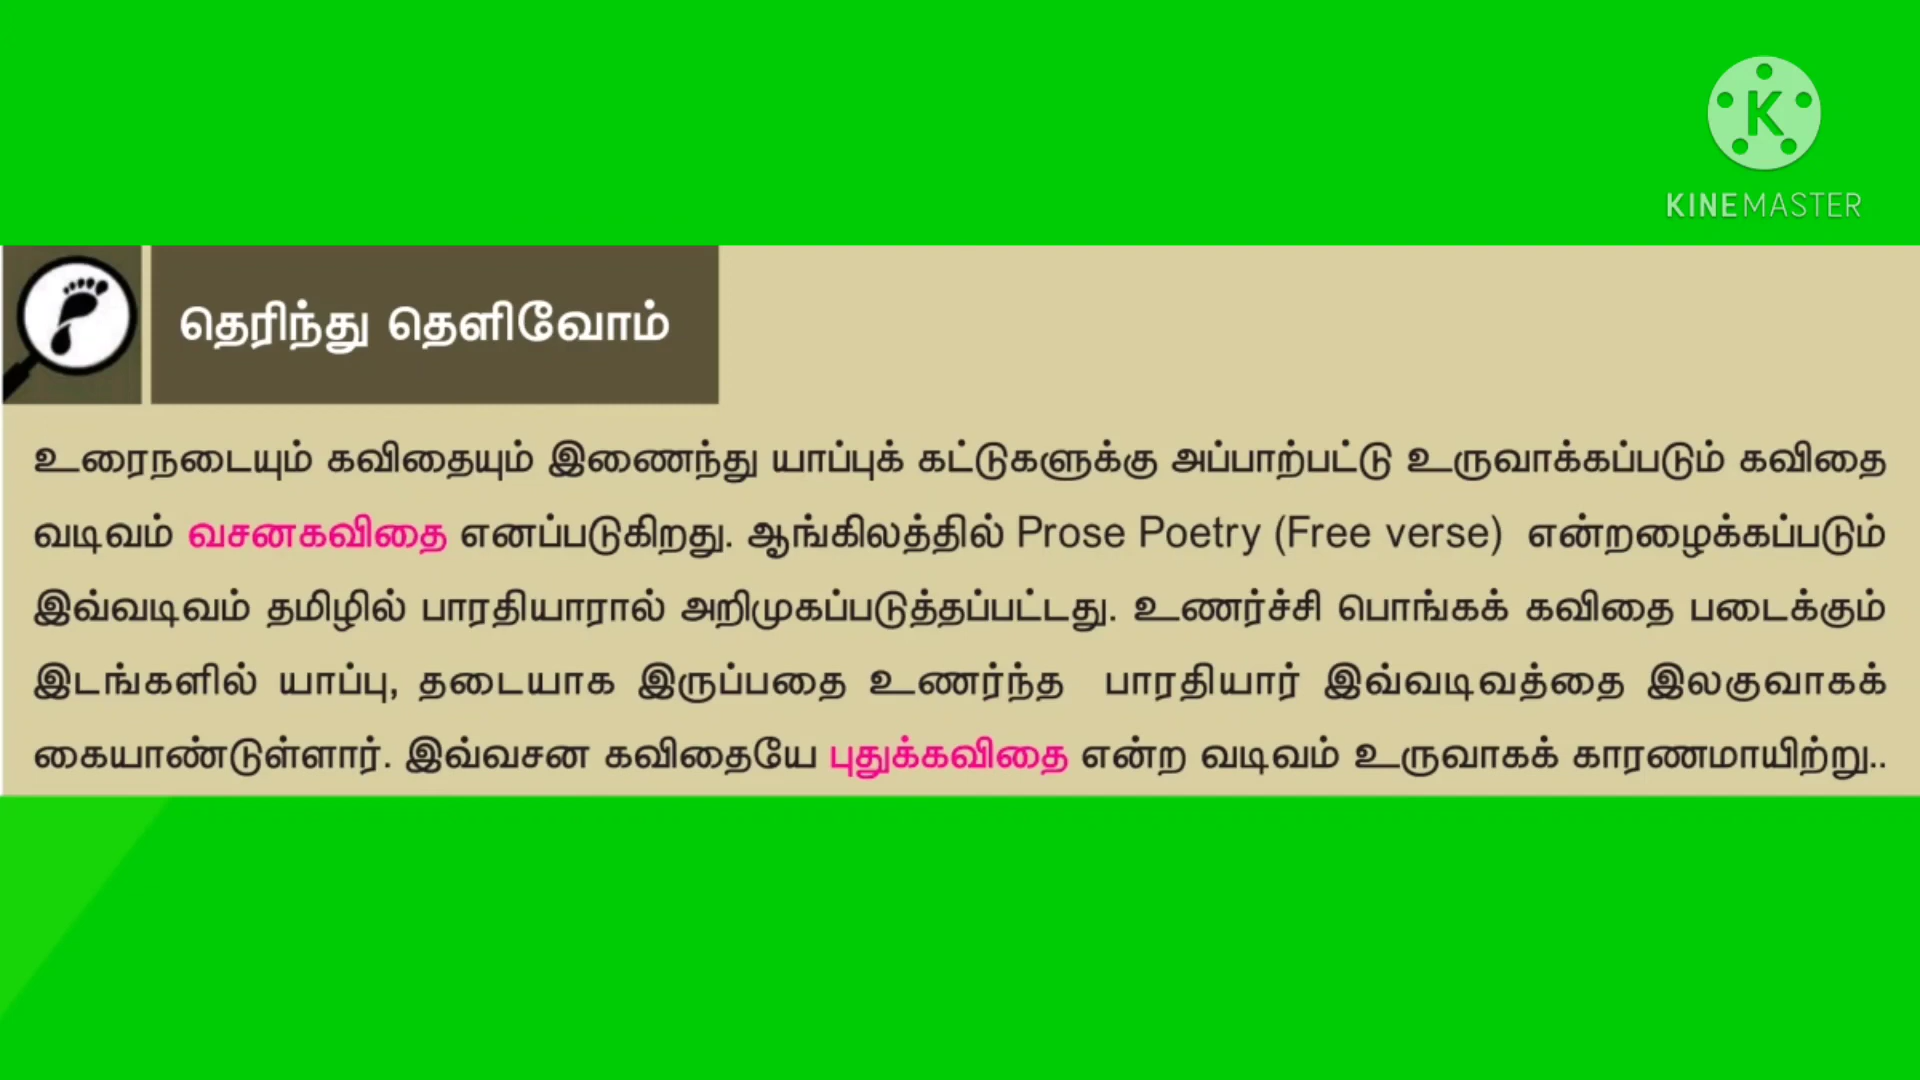 K
KINEMASTER
தெரிந்து தெளிவோம்
உரைநடையும் கவிதையும் இணைந்து யாப்புக் கட்டுகளுக்கு அப்பாற்பட்டு உருவாக்கப்படும் கவிதை
வடிவம் வசனகவிதை எனப்படுகிறது. ஆங்கிலத்தில் Prose Poetry (Free verse) என்றழைக்கப்படும்
இவ்வடிவம் தமிழில் பாரதியாரால் அறிமுகப்படுத்தப்பட்டது. உணர்ச்சி பொங்கக் கவிதை படைக்கும்
இடங்களில் யாப்பு, தடையாக இருப்பதை உணர்ந்த பாரதியார் இவ்வடிவத்தை இலகுவாகக்
கையாண்டுள்ளார். இவ்வசன கவிதையே புதுக்கவிதை என்ற வடிவம் உருவாகக் காரணமாயிற்று..